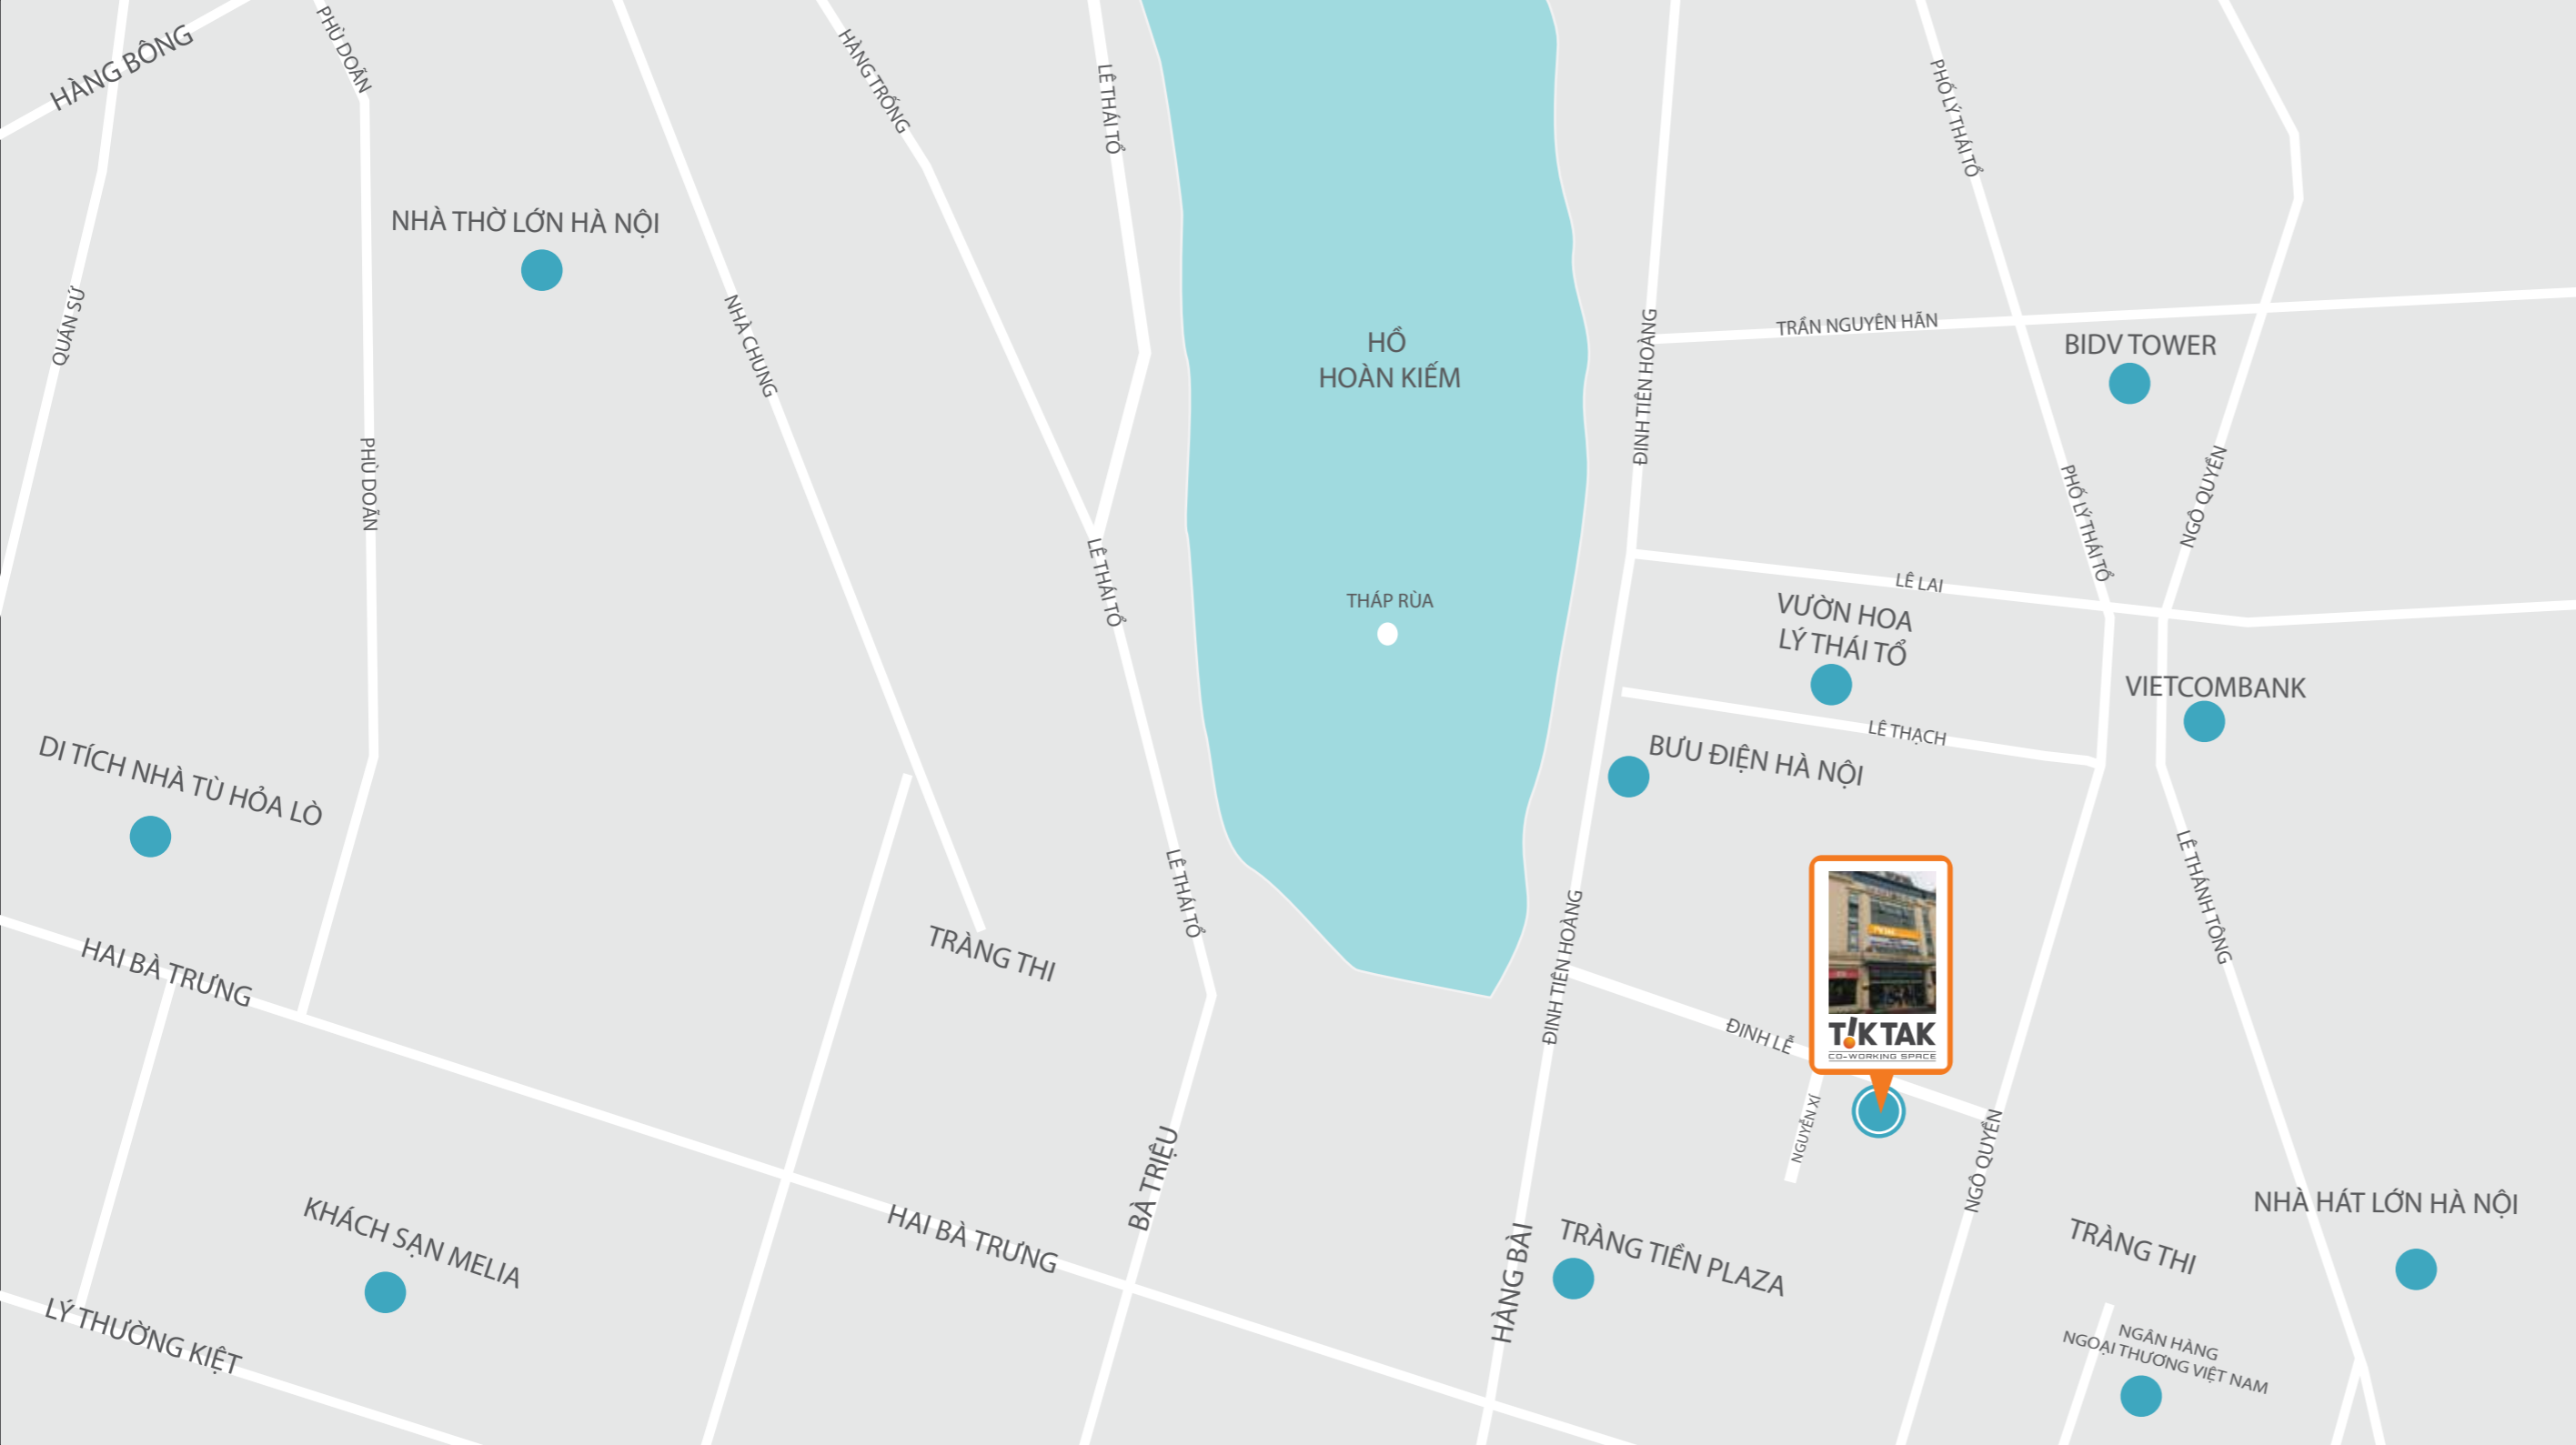 HÀNG BÔNG
PHỦ DOÃN
HÀNG TRỐNG
LÊ THÁI TỔ
PHỐ LÝ THÁI TỔ
NHÀ THỜ LỚN HÀ NỘI
QUÁN SỨ
NHÀ CHUNG
HỒ
HOÀN KIẾM
ĐINH TIÊN HOÀNG
TRẦN NGUYÊN HÃN
BIDV TOWER
PHỦ DOÃN
PHỐ LÝ THÁI TỔ
NGÔ QUYỀN
LÊ THÁI TỔ
THÁP RÙA
LÊ LAI
VƯỜN HOA
LÝ THÁI TỔ
VIETCOMBANK
LÊ THẠCH
BƯU ĐIỆN HÀ NỘI
DI TÍCH NHÀ TÙ HỎA LÒ
LÊ THÁI TỔ
LÊ THÁNH TÔNG
HAI BÀ TRƯNG
TRÀNG THI
ĐINH TIÊN HOÀNG
ĐINH LỄ
T!KTAK
CO-WORKING SPACE
NGUYỄN XÍ
NGÔ QUYỀN
BÀ TRIỆU
KHÁCH SẠN MELIA
HAI BÀ TRƯNG
HÀNG BÀI
TRÀNG TIỀN PLAZA
TRÀNG THI
NHÀ HÁT LỚN HÀ NỘI
LÝ THƯỜNG KIỆT
NGÂN HÀNG
NGOẠI THƯƠNG VIỆT NAM